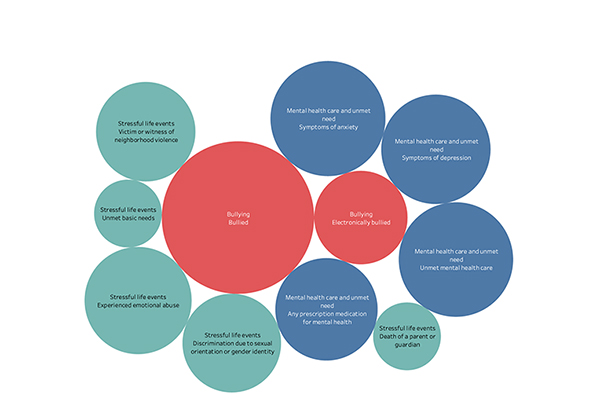 Mental health care and unmet
need
Symptoms of anxiety
Stressful life events
Victim or witness of
neighborhood violence
Mental health care and unmet
need
Symptoms of depression
Stressful life events
Unmet basic needs
Bullying
Bullied
Bullying
Electronically bullied
Mental health care and unmet
need
Unmet mental health care
Stressful life events
Experienced emotional abuse
Mental health care and unmet
need
Any prescription medication
for mental health
Stressful life events
Discrimination due to sexual
orientation or gender identity
Stressful life events
Death of a parent or
guardian